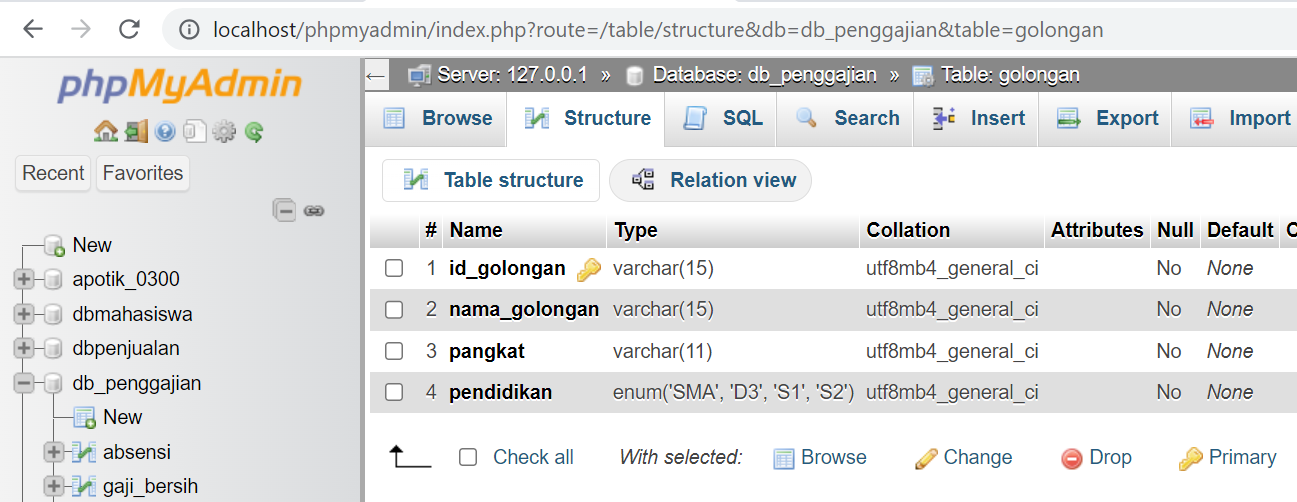 localhost/phpmyadmin/index.php?route=/table/structure&db=db_penggajian&table=golongan
phpMyAdmin
Recent Favorites
New
apotik_0300
dbmahasiswa
dbpenjualan
db_penggajian
New
absensi
gaji_bersih
Server: 127.0.0.1 » Database: db_penggajian » Table: golongan
Browse Structure SQL Search Insert Export Import
Table structure Relation view
# Name Type Collation Attributes Null Default C
1 id_golongan varchar(15) utf8mb4_general_ci No None
2 nama_golongan varchar(15) utf8mb4_general_ci No None
3 pangkat varchar(11) utf8mb4_general_ci No None
4 pendidikan enum('SMA', 'D3', 'S1', 'S2') utf8mb4_general_ci No None
Check all With selected: Browse Change Drop Primary